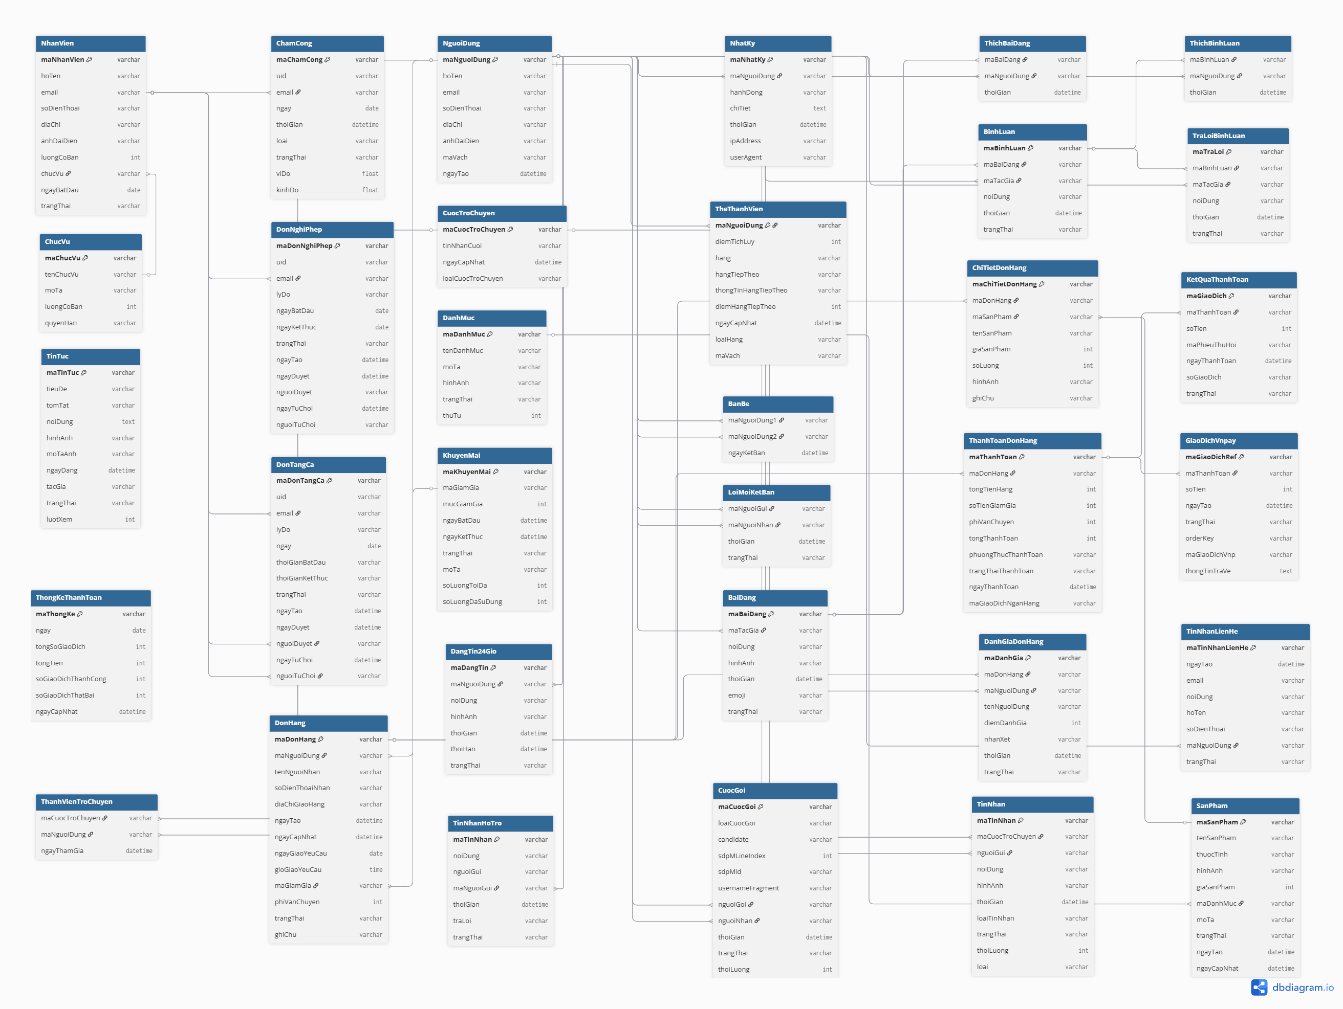 NhanVien
maNhanVien varchar
hoTen varchar
email varchar
soDienThoai varchar
diaChi varchar
anhDaiDien varchar
luongCoBan int
chucVu varchar
ngayBatDau date
trangThai varchar
ChucVu
maChucVu varchar
tenChucVu varchar
moTa varchar
luongCoBan int
quyenHan varchar
TinTuc
maTinTuc varchar
tieuDe varchar
tomTat varchar
noiDung text
hinhAnh varchar
moTaAnh varchar
ngayDang datetime
tacGia varchar
trangThai varchar
luotXem int
ThongKeThanhToan
maThongKe varchar
ngay date
tongSoGiaoDich int
tongTien int
soGiaoDichThanhCong int
soGiaoDichThatBai int
ngayCapNhat datetime
ThanhVienTroChuyen
maCuocTroChuyen varchar
maNguoiDung varchar
ngayThamGia datetime
ChamCong
maChamCong varchar
uid varchar
email varchar
ngay date
thoiGian datetime
loai varchar
trangThai varchar
viDo float
kinhDo float
DonNghiPhep
maDonNghiPhep varchar
uid varchar
email varchar
lyDo varchar
ngayBatDau date
ngayKetThuc date
trangThai varchar
ngayTao datetime
ngayDuyet datetime
nguoiDuyet varchar
ngayTuChoi datetime
nguoiTuChoi varchar
DonTangCa
maDonTangCa varchar
uid varchar
email varchar
lyDo varchar
ngay date
thoiGianBatDau varchar
thoiGianKetThuc varchar
trangThai varchar
ngayTao datetime
ngayDuyet datetime
nguoiDuyet varchar
ngayTuChoi datetime
nguoiTuChoi varchar
DonHang
maDonHang varchar
maNguoiDung varchar
tenNguoiNhan varchar
soDienThoaiNhan varchar
diaChiGiaoHang varchar
ngayTao datetime
ngayCapNhat datetime
ngayGiaoYeuCau date
gioGiaoYeuCau time
maGiamGia varchar
phiVanChuyen int
trangThai varchar
ghiChu varchar
NguoiDung
maNguoiDung varchar
hoTen varchar
email varchar
soDienThoai varchar
diaChi varchar
anhDaiDien varchar
maVach varchar
ngayTao datetime
CuocTroChuyen
maCuocTroChuyen varchar
tinNhanCuoi varchar
ngayCapNhat datetime
loaiCuocTroChuyen varchar
DanhMuc
maDanhMuc varchar
tenDanhMuc varchar
moTa varchar
hinhAnh varchar
trangThai varchar
thuTu int
KhuyenMai
maKhuyenMai varchar
maGiamGia varchar
mucGiamGia int
ngayBatDau datetime
ngayKetThuc datetime
trangThai varchar
moTa varchar
soLuongToiDa int
soLuongDaSuDung int
DangTin24Gio
maDangTin varchar
maNguoiDung varchar
noiDung varchar
hinhAnh varchar
thoiGian datetime
thoiHan datetime
trangThai varchar
TinNhanHoTro
maTinNhan varchar
noiDung varchar
nguoiGui varchar
maNguoiGui varchar
thoiGian datetime
traLoi varchar
trangThai varchar
NhatKy
maNhatKy varchar
maNguoiDung varchar
hanhDong varchar
chiTiet text
thoiGian datetime
ipAddress varchar
userAgent varchar
TheThanhVien
maNguoiDung varchar
diemTichLuy int
hang varchar
hangTiepTheo varchar
thongTinHangTiepTheo varchar
diemHangTiepTheo int
ngayCapNhat datetime
loaiHang varchar
maVach varchar
BanBe
maNguoiDung1 varchar
maNguoiDung2 varchar
ngayKetBan datetime
LoiMoiKetBan
maNguoiGui varchar
maNguoiNhan varchar
thoiGian datetime
trangThai varchar
BaiDang
maBaiDang varchar
maTacGia varchar
noiDung varchar
hinhAnh varchar
thoiGian datetime
emoji varchar
trangThai varchar
CuocGoi
maCuocGoi varchar
loaiCuocGoi varchar
candidate varchar
sdpMLineIndex int
sdpMid varchar
usernameFragment varchar
nguoiGoi varchar
nguoiNhan varchar
thoiGian datetime
trangThai varchar
thoiLuong int
ThichBaiDang
maBaiDang varchar
maNguoiDung varchar
thoiGian datetime
BinhLuan
maBinhLuan varchar
maBaiDang varchar
maTacGia varchar
noiDung varchar
thoiGian datetime
trangThai varchar
ChiTietDonHang
maChiTietDonHang varchar
maDonHang varchar
maSanPham varchar
tenSanPham varchar
giaSanPham int
soLuong int
hinhAnh varchar
ghiChu varchar
ThanhToanDonHang
maThanhToan varchar
maDonHang varchar
tongTienHang int
soTienGiamGia int
phiVanChuyen int
tongThanhToan int
phuongThucThanhToan varchar
trangThaiThanhToan varchar
ngayThanhToan datetime
maGiaoDichNganHang varchar
DanhGiaDonHang
maDanhGia varchar
maDonHang varchar
maNguoiDung varchar
tenNguoiDung varchar
diemDanhGia int
nhanXet varchar
thoiGian datetime
trangThai varchar
TinNhan
maTinNhan varchar
maCuocTroChuyen varchar
nguoiGui varchar
noiDung varchar
hinhAnh varchar
thoiGian datetime
loaiTinNhan varchar
trangThai varchar
thoiLuong int
loai varchar
ThichBinhLuan
maBinhLuan varchar
maNguoiDung varchar
thoiGian datetime
TraLoiBinhLuan
maTraLoi varchar
maBinhLuan varchar
maTacGia varchar
noiDung varchar
thoiGian datetime
trangThai varchar
KetQuaThanhToan
maGiaoDich varchar
maThanhToan varchar
soTien int
maPhieuThuHoi varchar
ngayThanhToan datetime
soGiaoDich varchar
trangThai varchar
GiaoDichVnpay
maGiaoDichRef varchar
maThanhToan varchar
soTien int
ngayTao datetime
trangThai varchar
orderKey varchar
maGiaoDichVnp varchar
thongTinTraVe text
TinNhanLienHe
maTinNhanLienHe varchar
ngayTao datetime
email varchar
noiDung varchar
hoTen varchar
soDienThoai varchar
maNguoiDung varchar
trangThai varchar
SanPham
maSanPham varchar
tenSanPham varchar
thuocTinh varchar
hinhAnh varchar
giaSanPham int
maDanhMuc varchar
moTa varchar
trangThai varchar
ngayTao datetime
ngayCapNhat datetime
dbdiagram.io